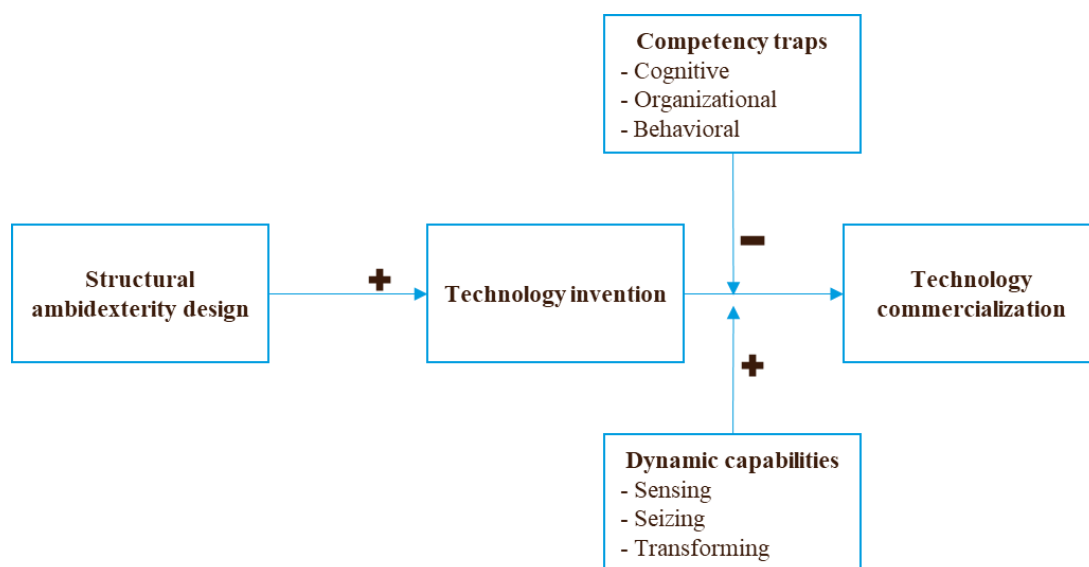 Competency traps
- Cognitive
- Organizational
- Behavioral
Structural
ambidexterity design
+
Technology invention
-
Technology
commercialization
+
Dynamic capabilities
- Sensing
- Seizing
- Transforming